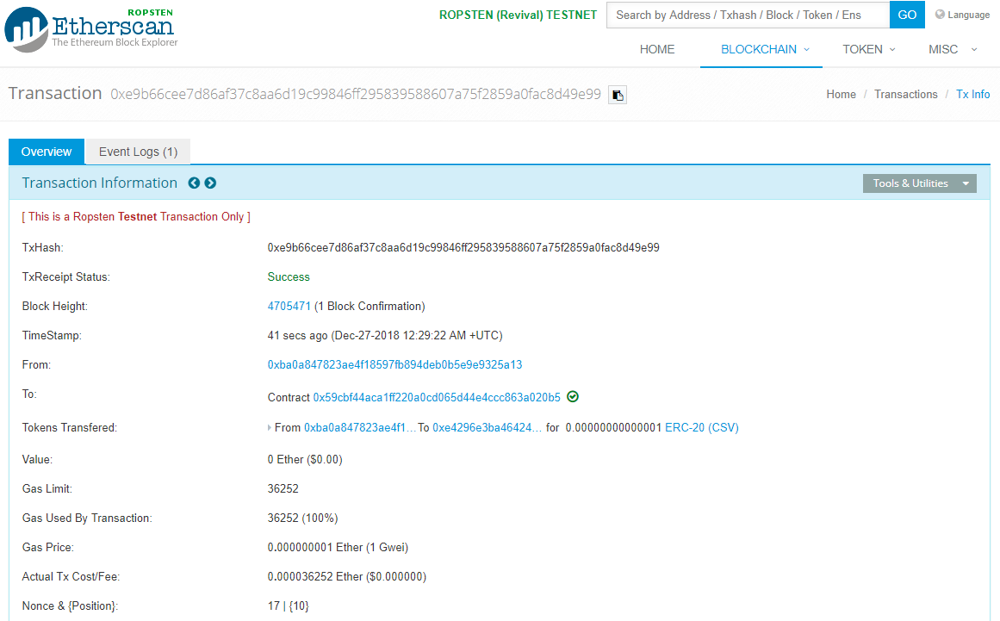 ROPSTEN
Etherscan
The Ethereum Block Explorer
ROPSTEN (Revival) TESTNET
Search by Address / Txhash / Block / Token / Ens
GO
Language
HOME BLOCKCHAIN TOKEN MISC
Transaction 0xe9b66cee7d86af37c8aa6d19c99846ff295839588607a75f2859a0fac8d49e99
Home / Transactions / Tx Info
Overview Event Logs (1)
Transaction Information
Tools & Utilities
[ This is a Ropsten Testnet Transaction Only ]
TxHash: 0xe9b66cee7d86af37c8aa6d19c99846ff295839588607a75f2859a0fac8d49e99
TxReceipt Status: Success
Block Height: 4705471 (1 Block Confirmation)
TimeStamp: 41 secs ago (Dec-27-2018 12:29:22 AM +UTC)
From: 0xba0a847823ae4f18597fb894deb0b5e9e9325a13
To: Contract 0x59cbf44aca1ff220a0cd065d44e4ccc863a020b5
Tokens Transfered: From 0xba0a847823ae4f1... To 0xe4296e3ba46424... for 0.00000000000001 ERC-20 (CSV)
Value: 0 Ether ($0.00)
Gas Limit: 36252
Gas Used By Transaction: 36252 (100%)
Gas Price: 0.000000001 Ether (1 Gwei)
Actual Tx Cost/Fee: 0.000036252 Ether ($0.000000)
Nonce & {Position}: 17 | {10}